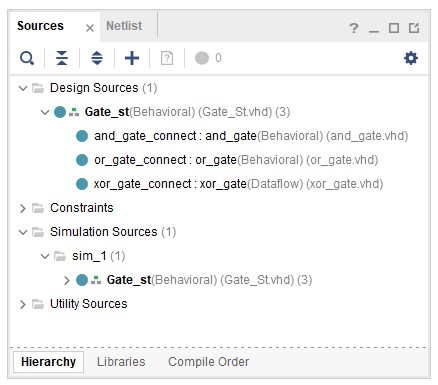 Sources × Netlist ? _
0
Design Sources (1)
Gate_st(Behavioral) (Gate_St.vhd) (3)
and_gate_connect : and_gate(Behavioral) (and_gate.vhd)
or_gate_connect : or_gate(Behavioral) (or_gate.vhd)
xor_gate_connect : xor_gate(Dataflow) (xor_gate.vhd)
Constraints
Simulation Sources (1)
sim_1 (1)
Gate_st(Behavioral) (Gate_St.vhd) (3)
Utility Sources
Hierarchy Libraries Compile Order